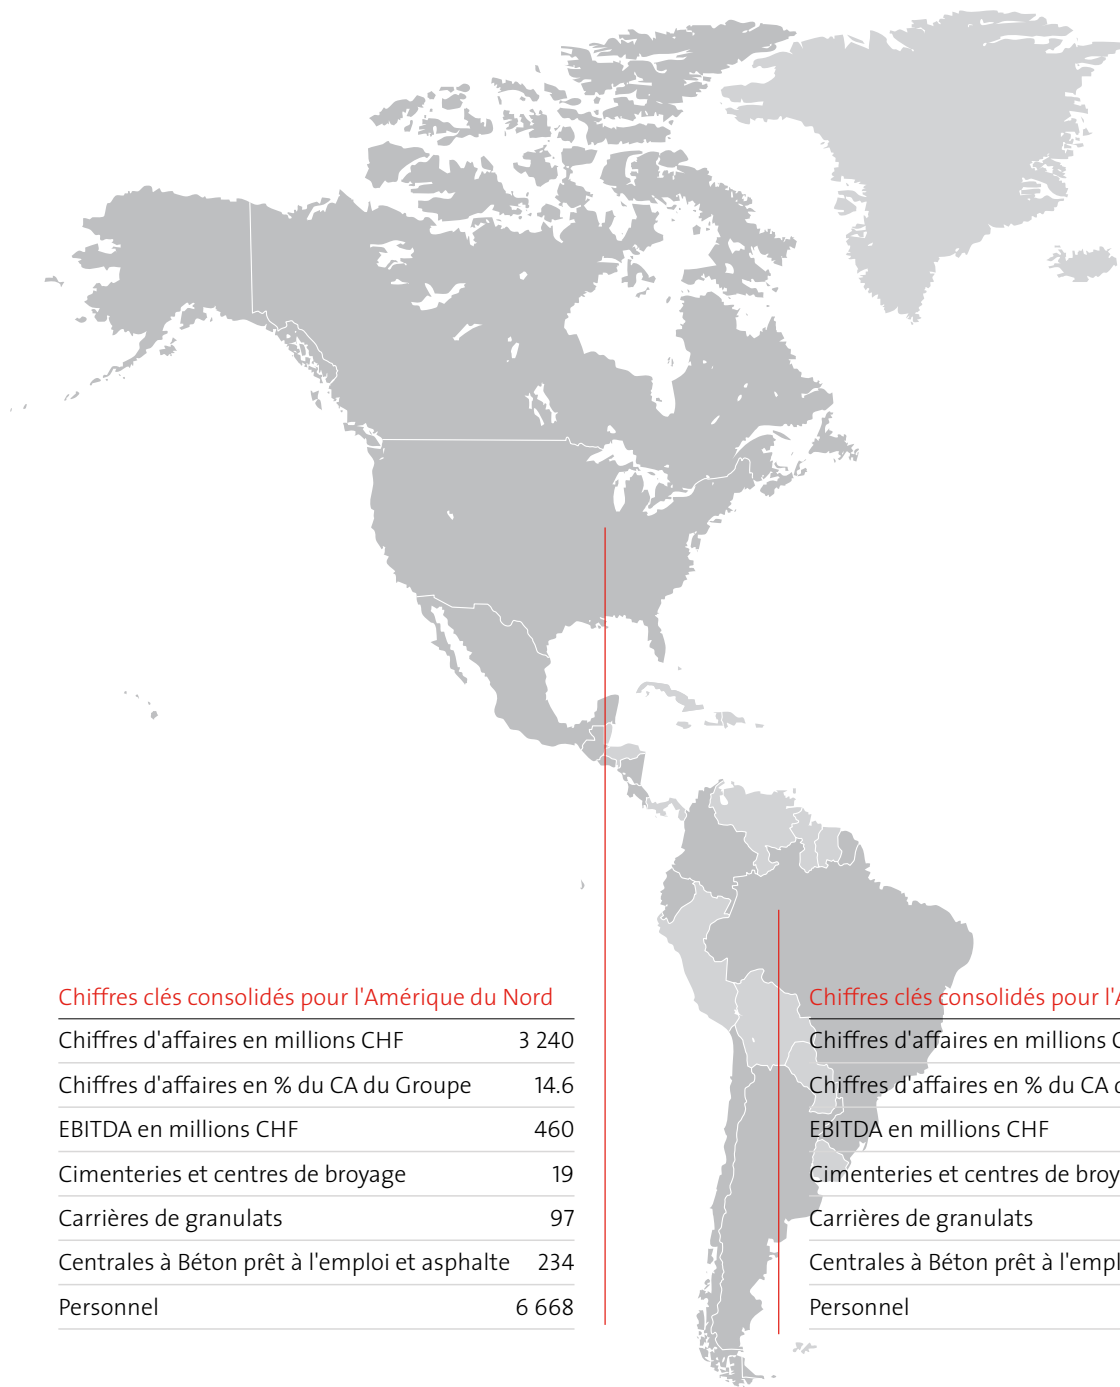 Chiffres clés consolidés pour l'Amérique du Nord
Chiffres d'affaires en millions CHF 3 240
Chiffres d'affaires en % du CA du Groupe 14.6
EBITDA en millions CHF 460
Cimenteries et centres de broyage 19
Carrières de granulats 97
Centrales à Béton prêt à l'emploi et asphalte 234
Personnel 6 668
Chiffres clés consolidés pour
Chiffres d'affaires en millions
Chiffres d'affaires en % du CA
EBITDA en millions CHF
Cimenteries et centres de
Carrières de granulats
Centrales à Béton prêt à
Personnel